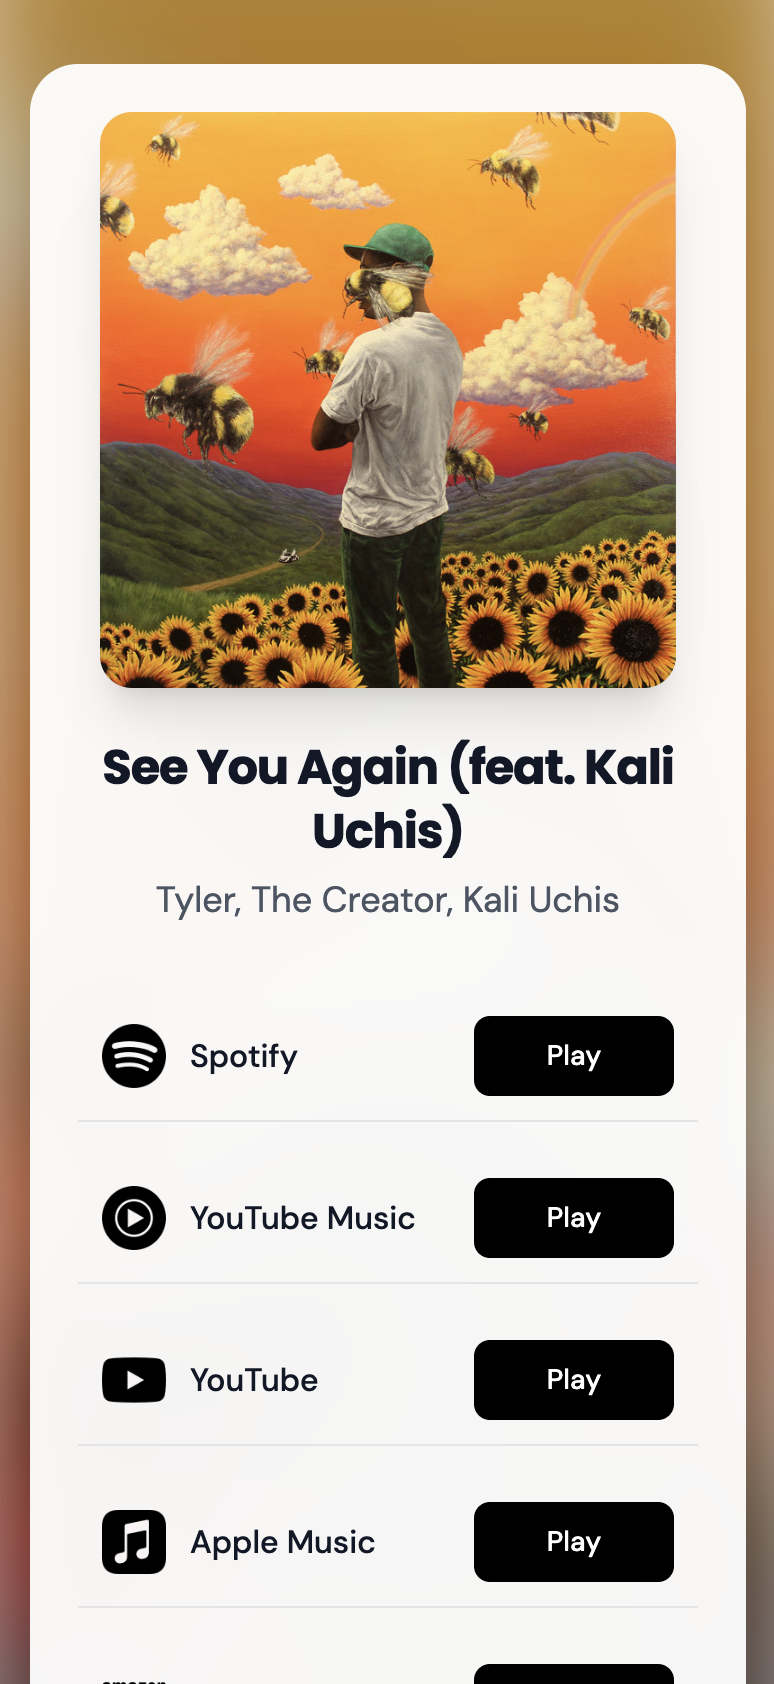 See You Again (feat. Kali
Uchis)
Tyler, The Creator, Kali Uchis
Spotify
Play
YouTube Music
Play
YouTube
Play
Apple Music
Play
amazon